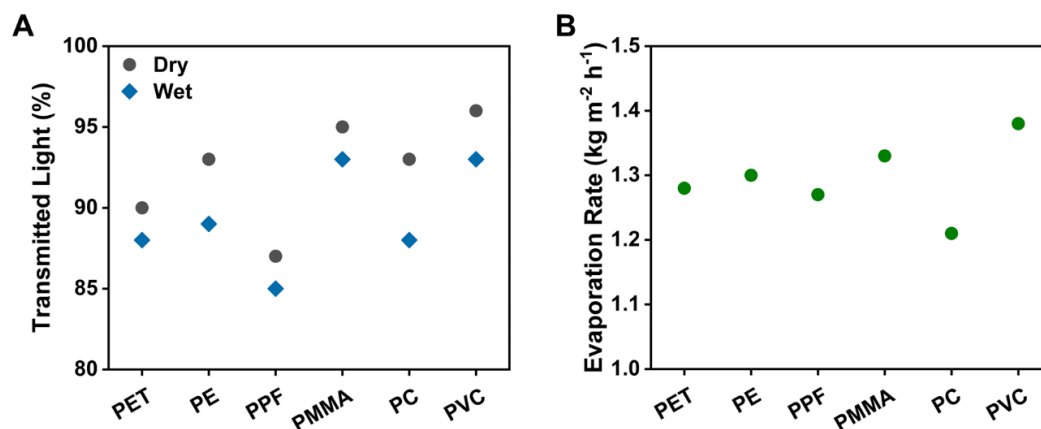 A
Transmitted Light (%)
100
95
90
85
80
Dry
Wet
PET
PE
PPF
PMMA
PC
PVC
B
Evaporation Rate (kg m⁻² h⁻¹)
1.5
1.4
1.3
1.2
1.1
1.0
PET
PE
PPF
PMMA
PC
PVC